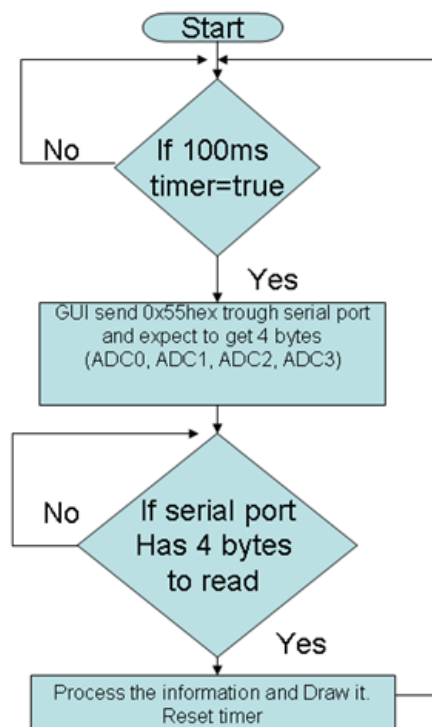 Start
No
If 100ms
timer=true
Yes
GUI send 0x55hex trough serial port
and expect to get 4 bytes
(ADC0, ADC1, ADC2, ADC3)
No
If serial port
Has 4 bytes
to read
Yes
Process the information and Draw it.
Reset timer